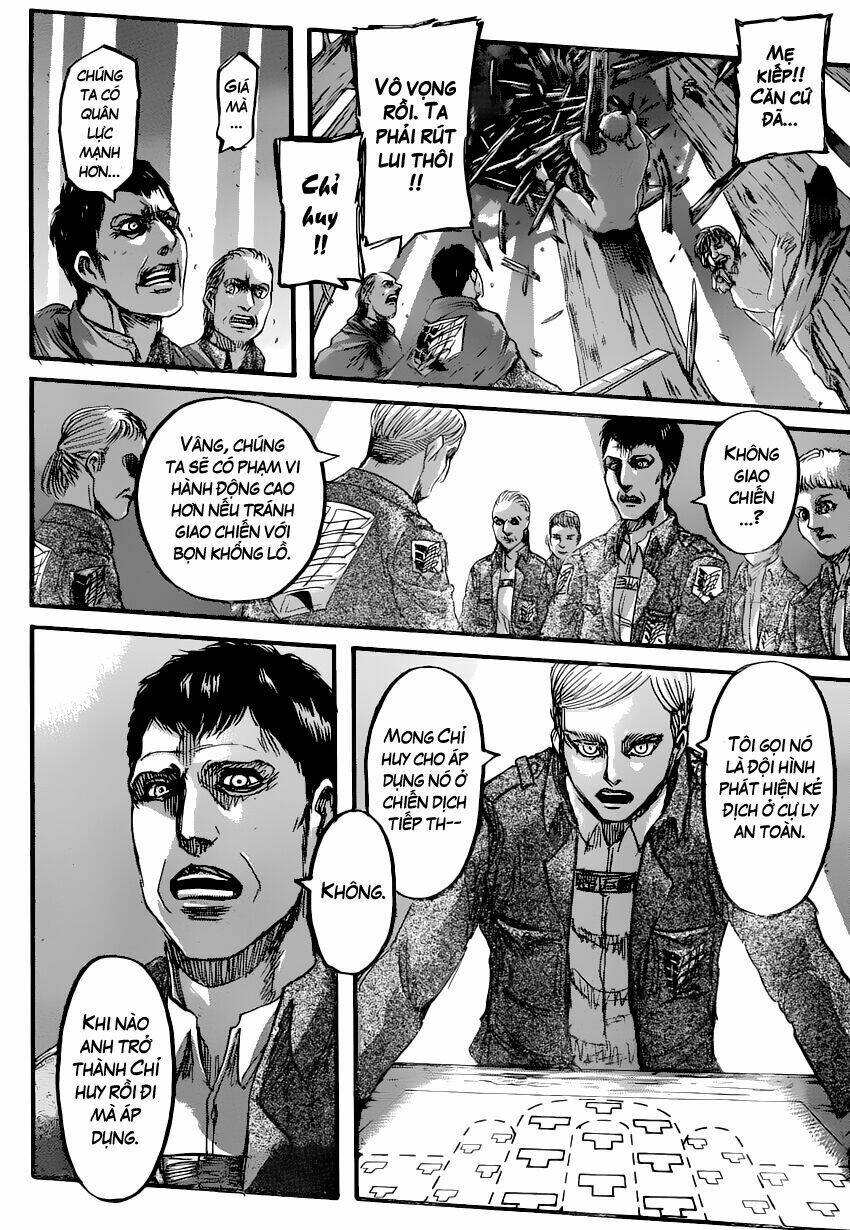 MẸ
KIẾP!!
CĂN CỨ
ĐÃ...
VÔ VỌNG
RỒI. TA
PHẢI RÚT
LUI THÔI
!!
CHỈ
HUY
!!
GIÁ
MÀ
...
CHÚNG
TA CÓ
QUÂN
LỰC
MẠNH
HƠN...
KHÔNG
GIAO
CHIẾN
...?
VÂNG, CHÚNG
TA SẼ CÓ PHẠM VI
HÀNH ĐỘNG CAO
HƠN NẾU TRÁNH
GIAO CHIẾN VỚI
BỌN KHỔNG LỒ.
TÔI GỌI NÓ
LÀ ĐỘI HÌNH
PHÁT HIỆN KẺ
ĐỊCH Ở CỰ LY
AN TOÀN.
MONG CHỈ
HUY CHO ÁP
DỤNG NÓ Ở
CHIẾN DỊCH
TIẾP TH--
KHÔNG.
KHI NÀO
ANH TRỞ
THÀNH CHỈ
HUY RỒI ĐI
MÀ ÁP
DỤNG.